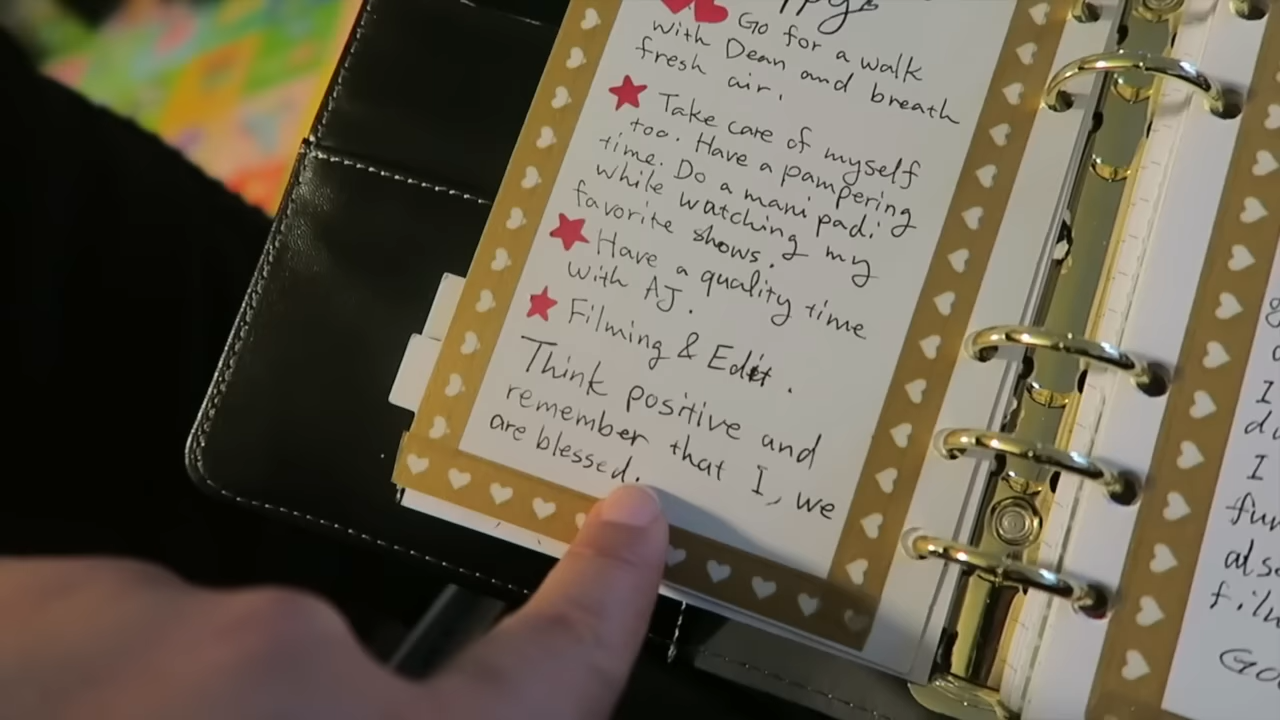 Go for a walk
with Dean and breath
fresh air.
Take care of myself
too. Have a pampering
time. Do a mani padi
while watching my
favorite shows.
Have a quality time
with AJ.
Filming & Edit.
Think positive and
remember that I, we
are blessed.
I
I
als